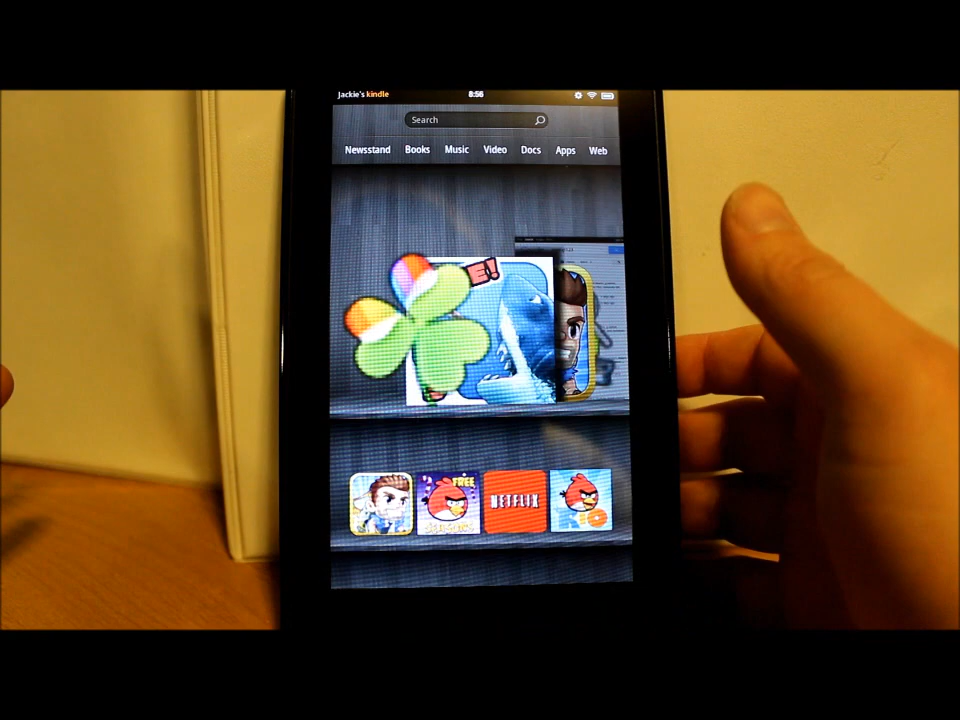 Jackie's kindle 8:56
Search
Newsstand Books Music Video Docs Apps Web
E!
FREE
NETFLIX
RIO